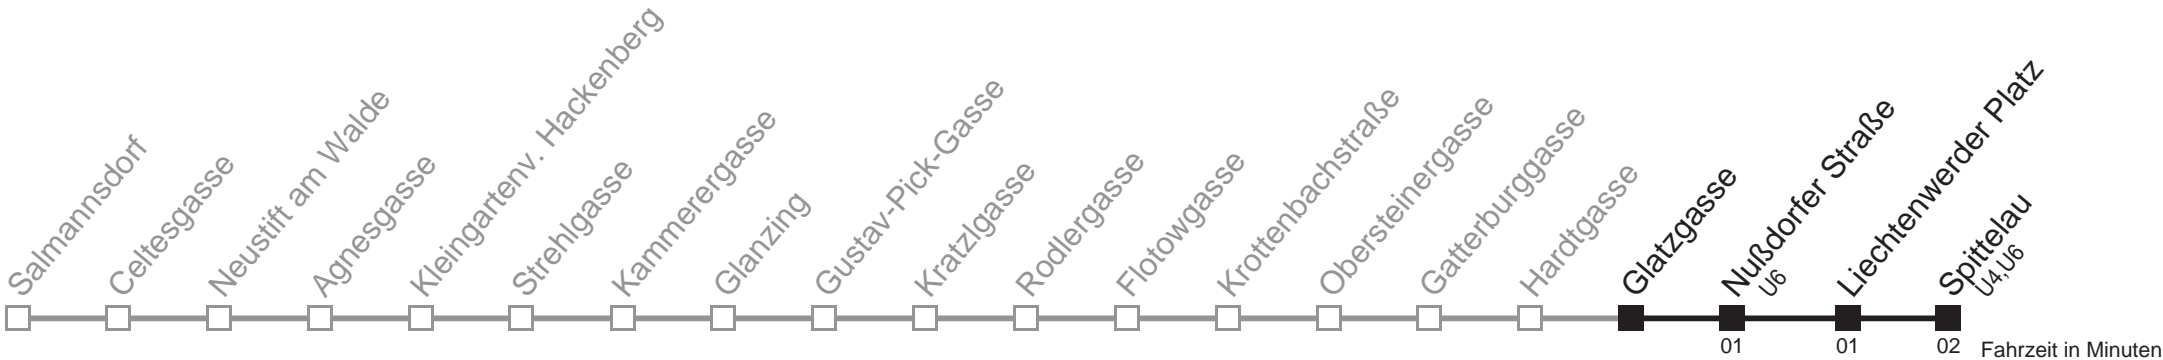 Salmannsdorf
Celtesgasse
Neustift am Walde
Agnesgasse
Kleingartenv. Hackenberg
Strehlgasse
Kammerergasse
Glanzing
Gustav-Pick-Gasse
Kratzlgasse
Rodlergasse
Flotowgasse
Krottenbachstraße
Obersteinergasse
Gatterburggasse
Hardtgasse
Glatzgasse
Nußdorfer Straße
U6
Liechtenwerder Platz
Spittelau
U4,U6
01
01
02
Fahrzeit in Minuten